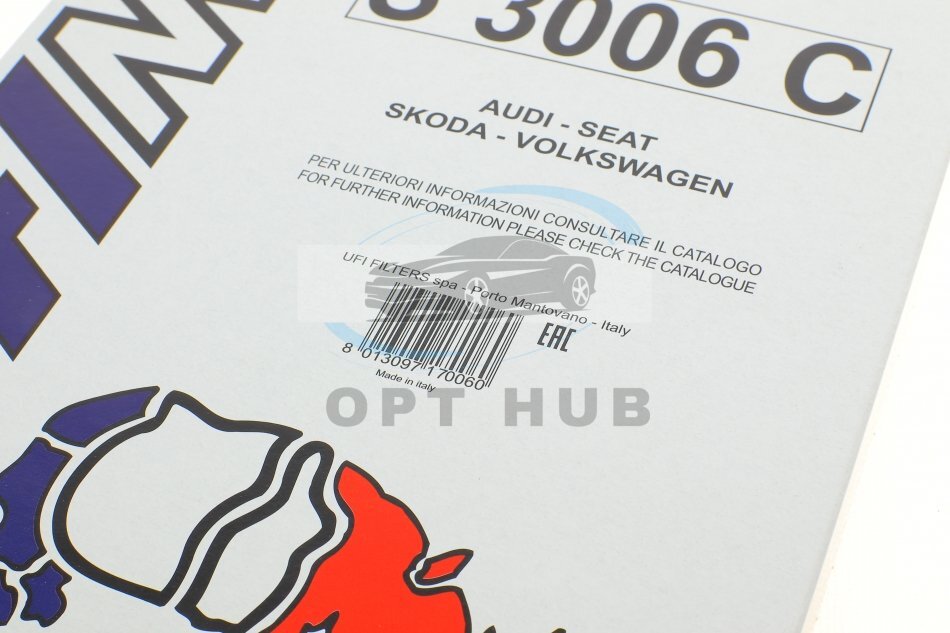 3006 C
AUDI - SEAT
SKODA - VOLKSWAGEN
PER ULTERIORI INFORMAZIONI CONSULTARE IL CATALOGO
FOR FURTHER INFORMATION PLEASE CHECK THE CATALOGUE
UFI FILTERS spa - Porto Mantovano - Italy
EAC
8 013097 170060
Made in italy
OPT HUB